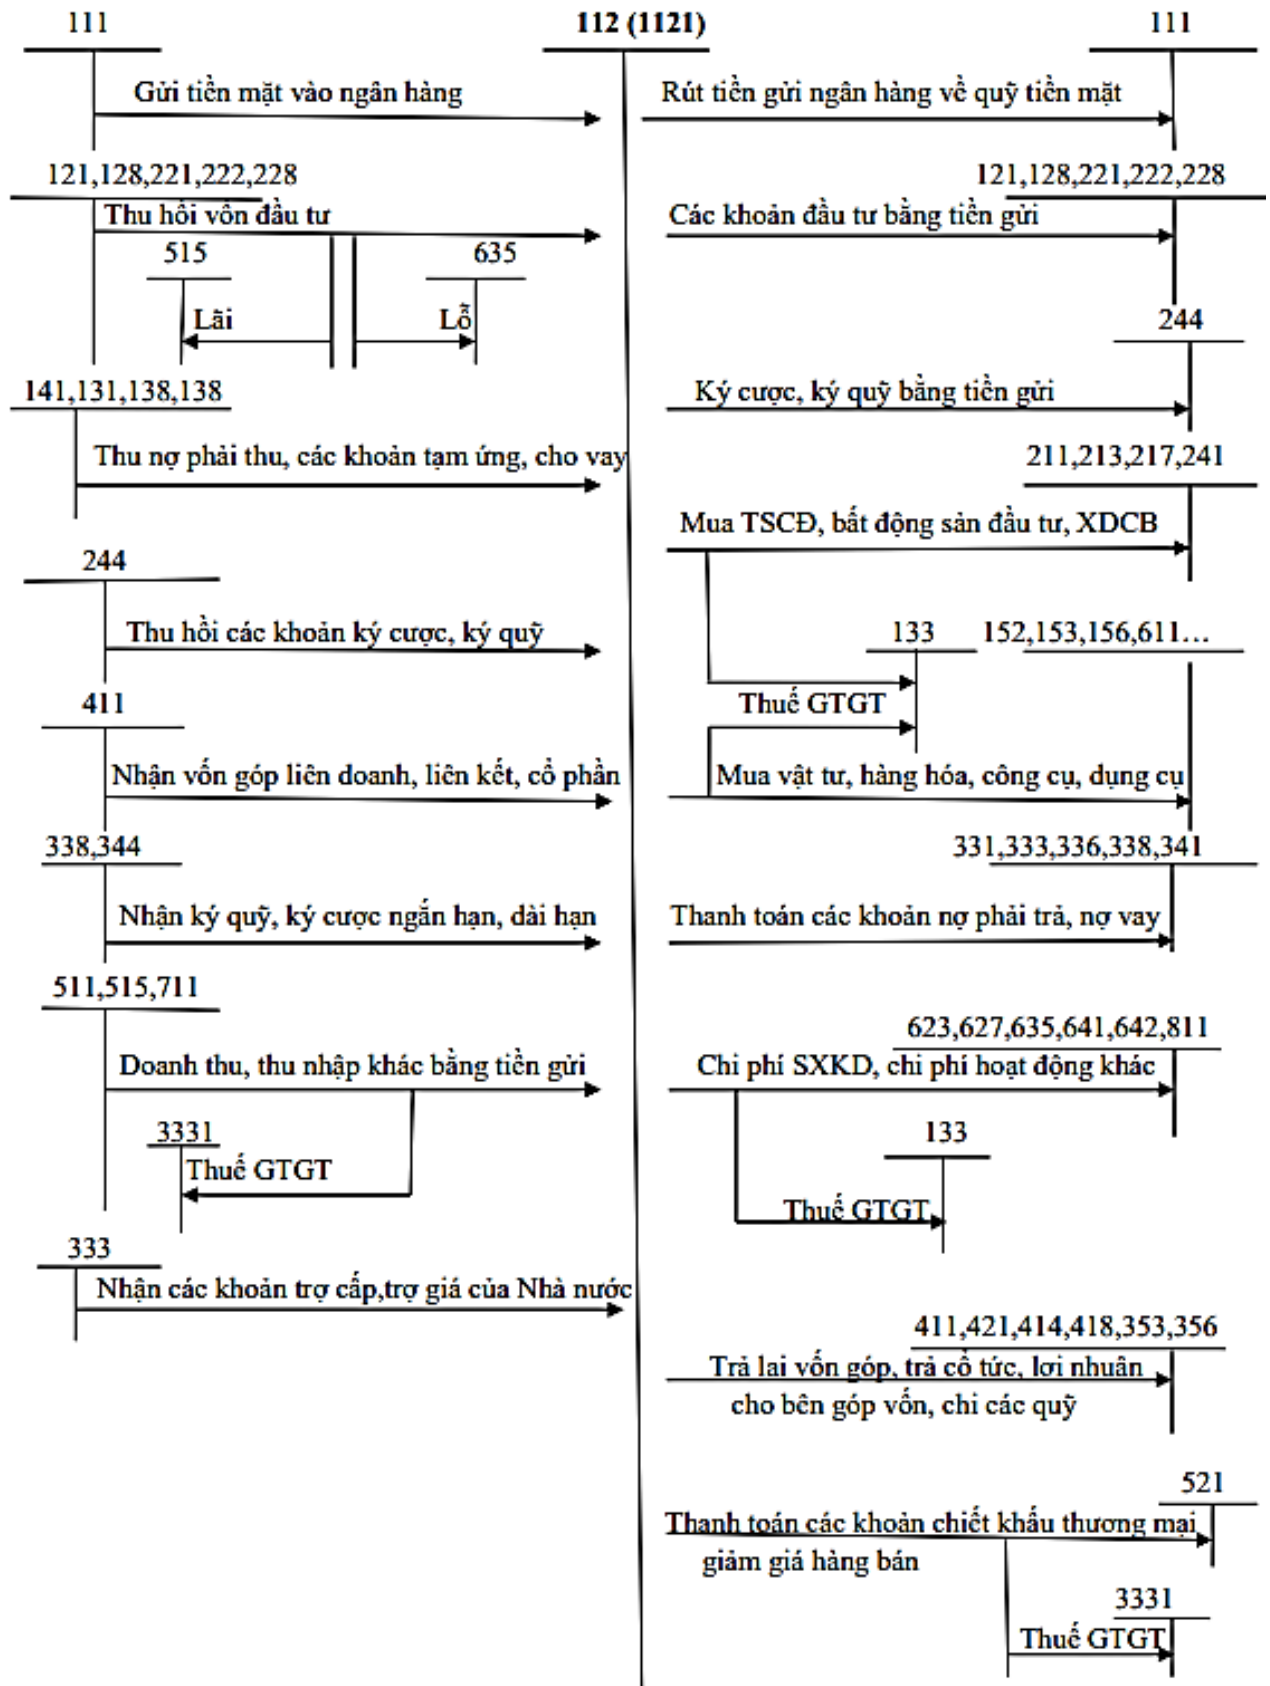 111
112 (1121)
111
Gửi tiền mặt vào ngân hàng
Rút tiền gửi ngân hàng về quỹ tiền mặt
121,128,221,222,228
121,128,221,222,228
Thu hồi vốn đầu tư
Các khoản đầu tư bằng tiền gửi
515
635
Lãi
Lỗ
244
141,131,138,138
Ký cược, ký quỹ bằng tiền gửi
Thu nợ phải thu, các khoản tạm ứng, cho vay
211,213,217,241
Mua TSCĐ, bất động sản đầu tư, XDCB
244
Thu hồi các khoản ký cược, ký quỹ
133
152,153,156,611...
411
Thuế GTGT
Nhận vốn góp liên doanh, liên kết, cổ phần
Mua vật tư, hàng hóa, công cụ, dụng cụ
338,344
331,333,336,338,341
Nhận ký quỹ, ký cược ngắn hạn, dài hạn
Thanh toán các khoản nợ phải trả, nợ vay
511,515,711
623,627,635,641,642,811
Doanh thu, thu nhập khác bằng tiền gửi
Chi phí SXKD, chi phí hoạt động khác
3331
133
Thuế GTGT
Thuế GTGT
333
Nhận các khoản trợ cấp,trợ giá của Nhà nước
411,421,414,418,353,356
Trả lai vốn góp, trả cổ tức, lơi nhuân
cho bên góp vốn, chi các quỹ
521
Thanh toán các khoản chiết khấu thương mại
giảm giá hàng bán
3331
Thuế GTGT